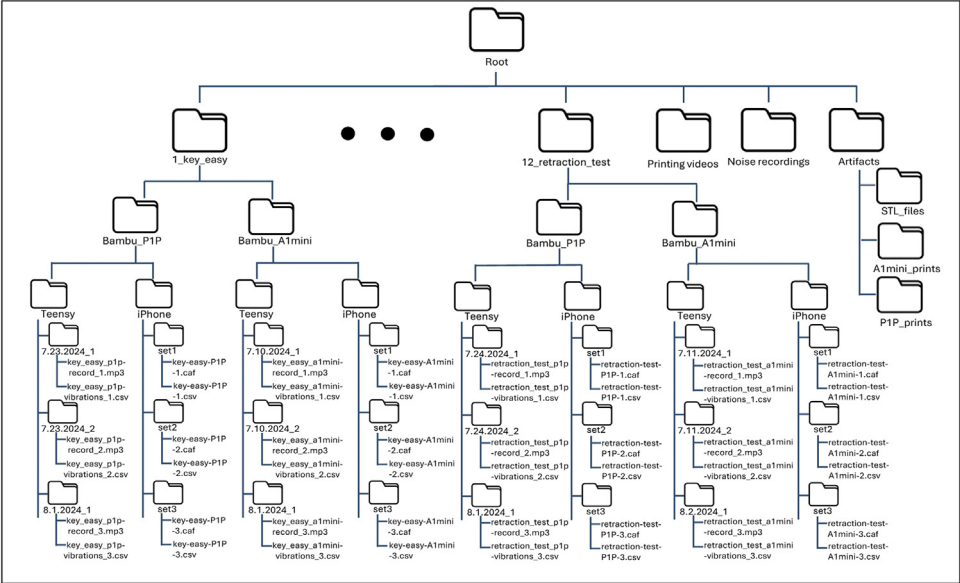 Root
1_key_easy
12_retraction_test
Printing videos
Noise recordings
Artifacts
STL_files
A1mini_prints
P1P_prints
Bambu_P1P
Bambu_A1mini
Bambu_P1P
Bambu_A1mini
Teensy
7.23.2024_1
key_easy_p1p-
record_1.mp3
key_easy_p1p-
vibrations_1.csv
7.23.2024_2
key_easy_p1p-
record_2.mp3
key_easy_p1p-
vibrations_2.csv
8.1.2024_1
key_easy_p1p-
record_3.mp3
key_easy_p1p-
vibrations_3.csv
iPhone
set1
key-easy-P1P
-1.caf
key-easy-P1P
-1.csv
set2
key-easy-P1P
-2.caf
key-easy-P1P
-2.csv
set3
key-easy-P1P
-3.caf
key-easy-P1P
-3.csv
Teensy
7.10.2024_1
key_easy_a1mini-
record_1.mp3
key_easy_a1mini-
vibrations_1.csv
7.10.2024_2
key_easy_a1mini-
record_2.mp3
key_easy_a1mini-
vibrations_2.csv
8.1.2024_1
key_easy_a1mini-
record_3.mp3
key_easy_a1mini-
vibrations_3.csv
iPhone
set1
key-easy-A1mini
-1.caf
key-easy-A1mini
-1.csv
set2
key-easy-A1mini
-2.caf
key-easy-A1mini
-2.csv
set3
key-easy-A1mini
-3.caf
key-easy-A1mini
-3.csv
Teensy
7.24.2024_1
retraction_test_p1p
-record_1.mp3
retraction_test_p1p
-vibrations_1.csv
7.24.2024_2
retraction_test_p1p
-record_2.mp3
retraction_test_p1p
-vibrations_2.csv
8.1.2024_1
retraction_test_p1p
-record_3.mp3
retraction_test_p1p
-vibrations_3.csv
iPhone
set1
retraction-test-
P1P-1.caf
retraction-test-
P1P-1.csv
set2
retraction-test-
P1P-2.caf
retraction-test-
P1P-2.csv
set3
retraction-test-
P1P-3.caf
retraction-test-
P1P-3.csv
Teensy
7.11.2024_1
retraction_test_a1mini
-record_1.mp3
retraction_test_a1mini
-vibrations_1.csv
7.11.2024_2
retraction_test_a1mini
-record_2.mp3
retraction_test_a1mini
-vibrations_2.csv
8.2.2024_1
retraction_test_a1mini
-record_3.mp3
retraction_test_a1mini
-vibrations_3.csv
iPhone
set1
retraction-test-
A1mini-1.caf
retraction-test-
A1mini-1.csv
set2
retraction-test-
A1mini-2.caf
retraction-test-
A1mini-2.csv
set3
retraction-test-
A1mini-3.caf
retraction-test-
A1mini-3.csv